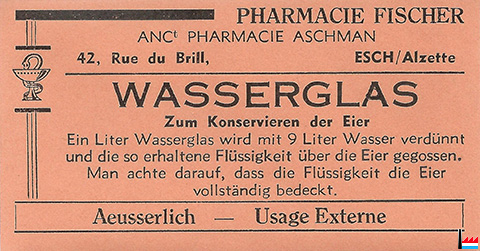 PHARMACIE FISCHER
ANCᵗ PHARMACIE ASCHMAN
42, Rue du Brill, ESCH/Alzette
WASSERGLAS
Zum Konservieren der Eier
Ein Liter Wasserglas wird mit 9 Liter Wasser verdünnt
und die so erhaltene Flüssigkeit über die Eier gegossen.
Man achte darauf, dass die Flüssigkeit die Eier
vollständig bedeckt.
Aeusserlich — Usage Externe